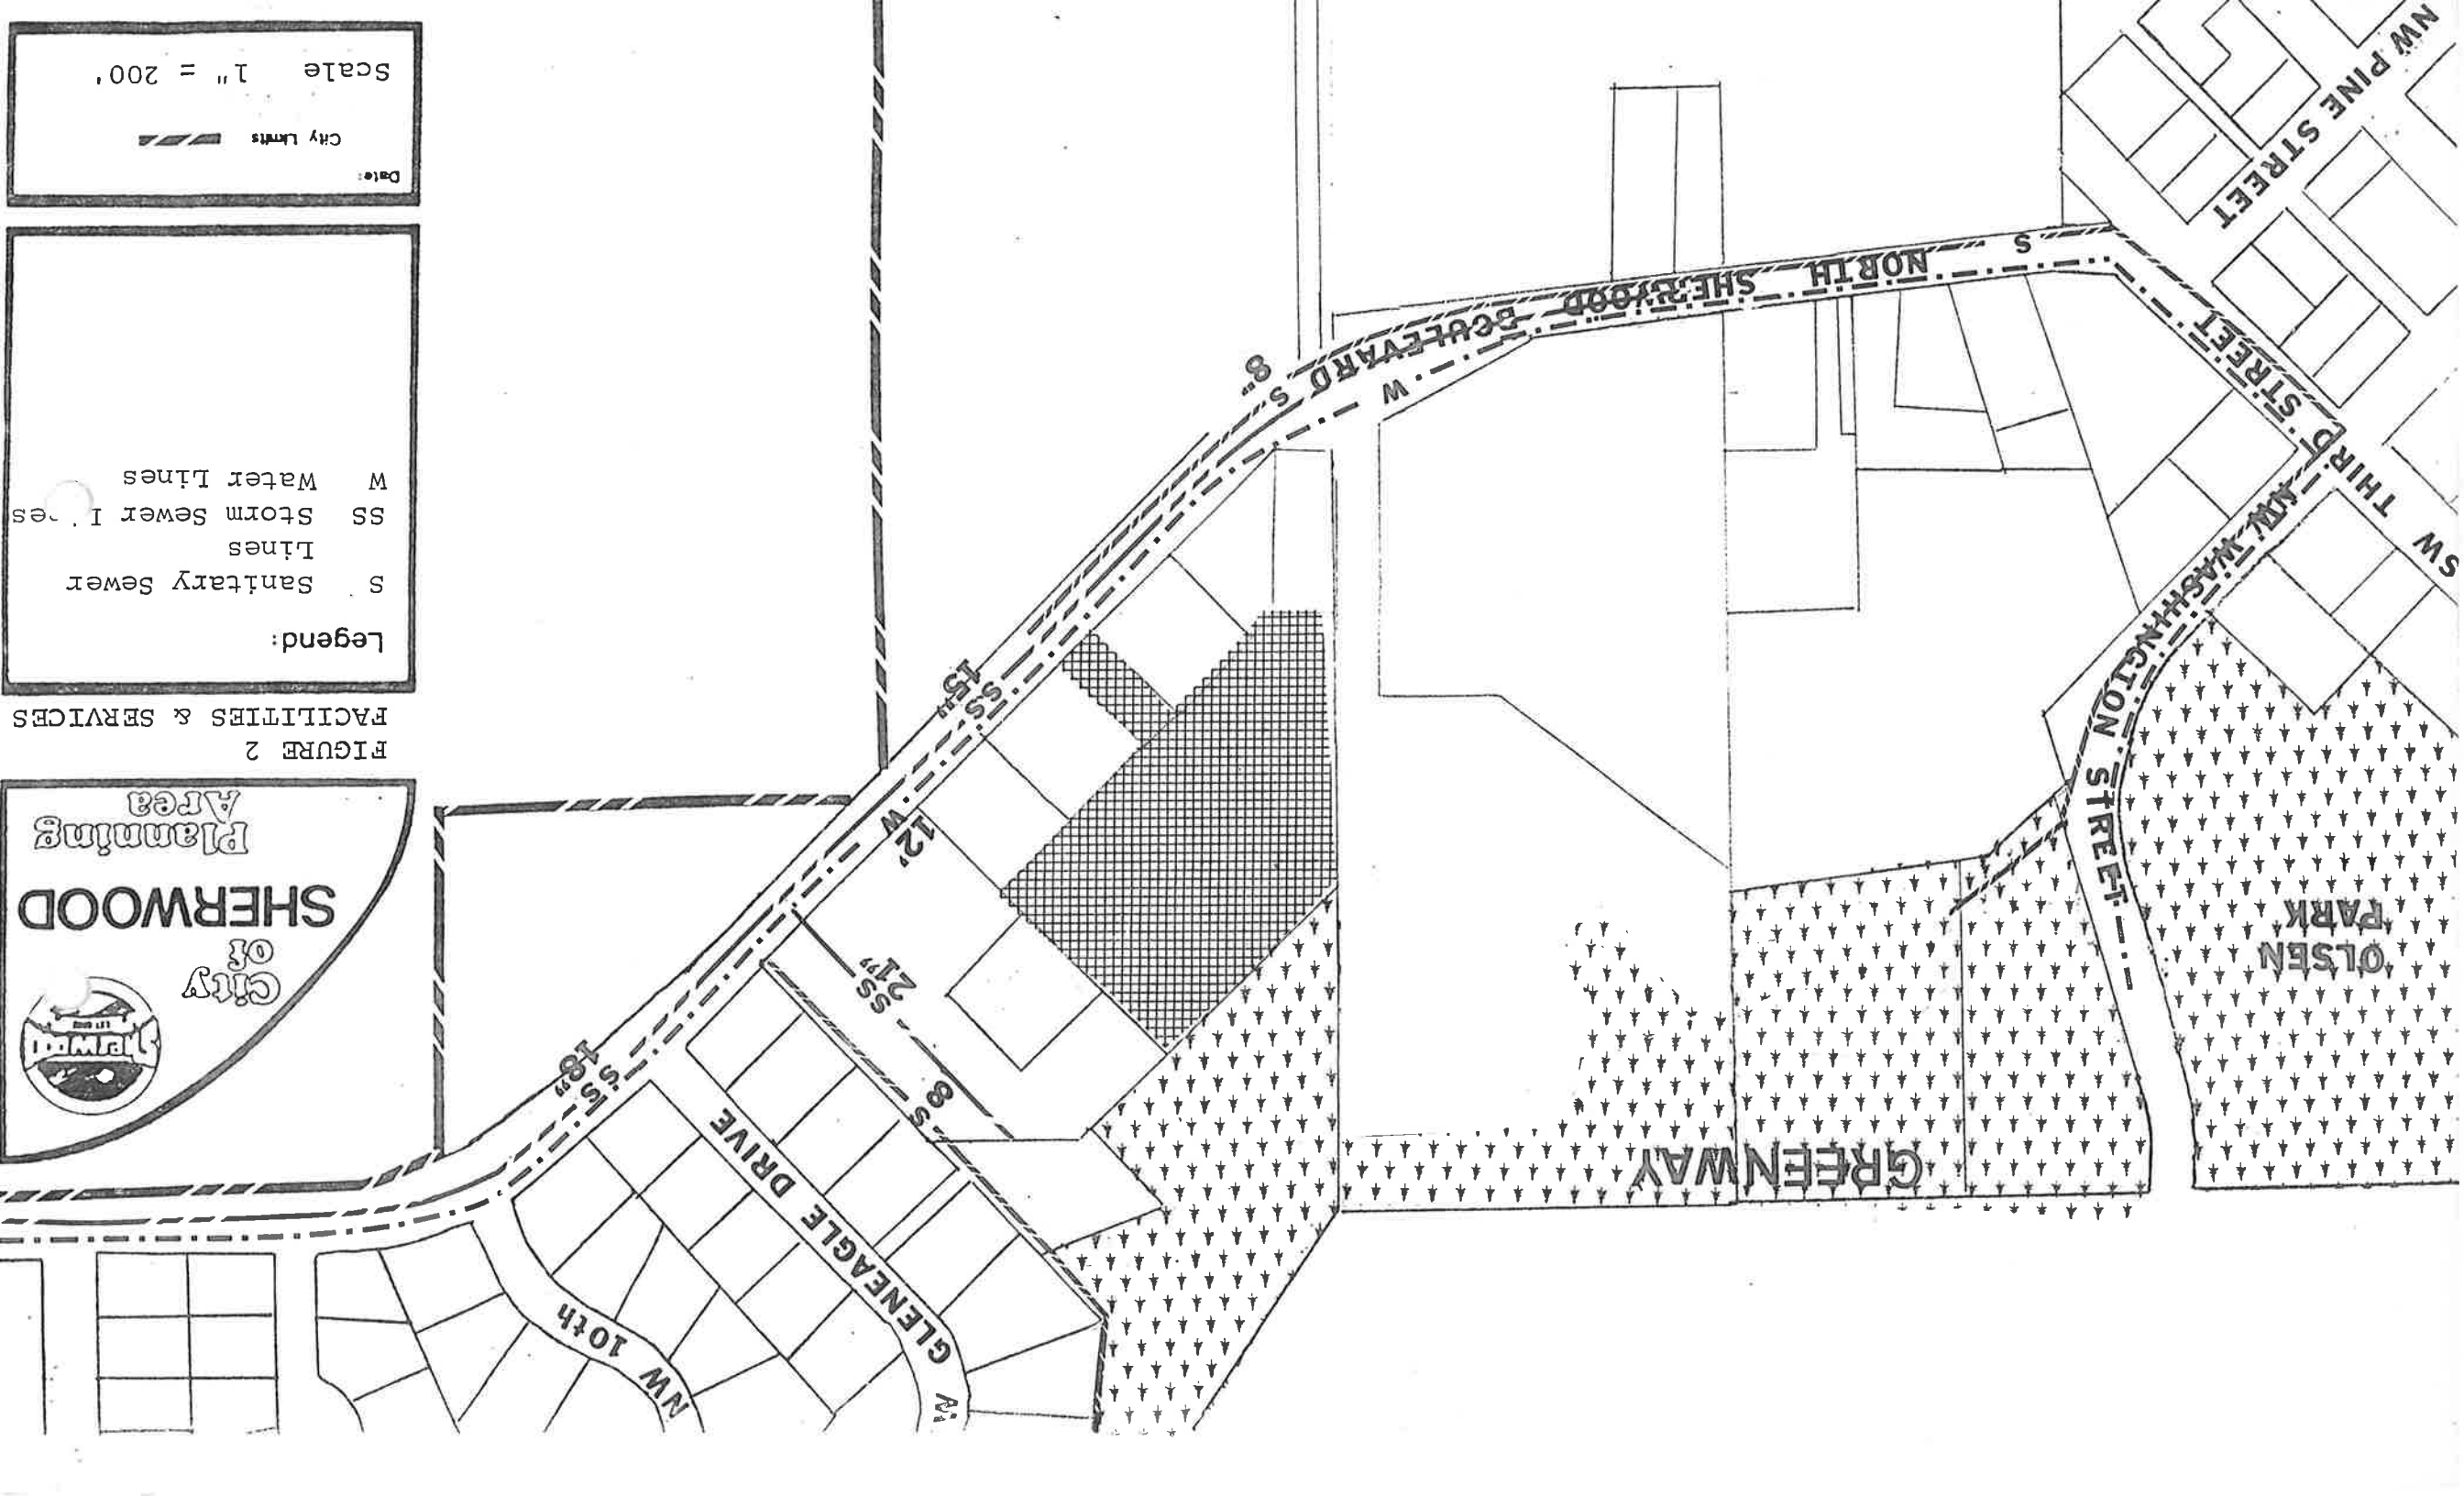 City
of
SHERWOOD
Planning
Area
Sherwood
FIGURE 2
FACILITIES & SERVICES
Legend:
S Sanitary Sewer
Lines
SS Storm Sewer
W Water Lines
Date:
City Limits
Scale 1" = 200'
OLSEN
PARK
GREENWAY
NW WASHINGTON STREET
SW THIRD STREET
NW PINE STREET
NORTH SHERWOOD BOULEVARD
GLENEAGLE DRIVE
NW 10th
S
S
8"
W
15"
SS
12'
W
SS
21"
8"
S
18"
SS
S
W